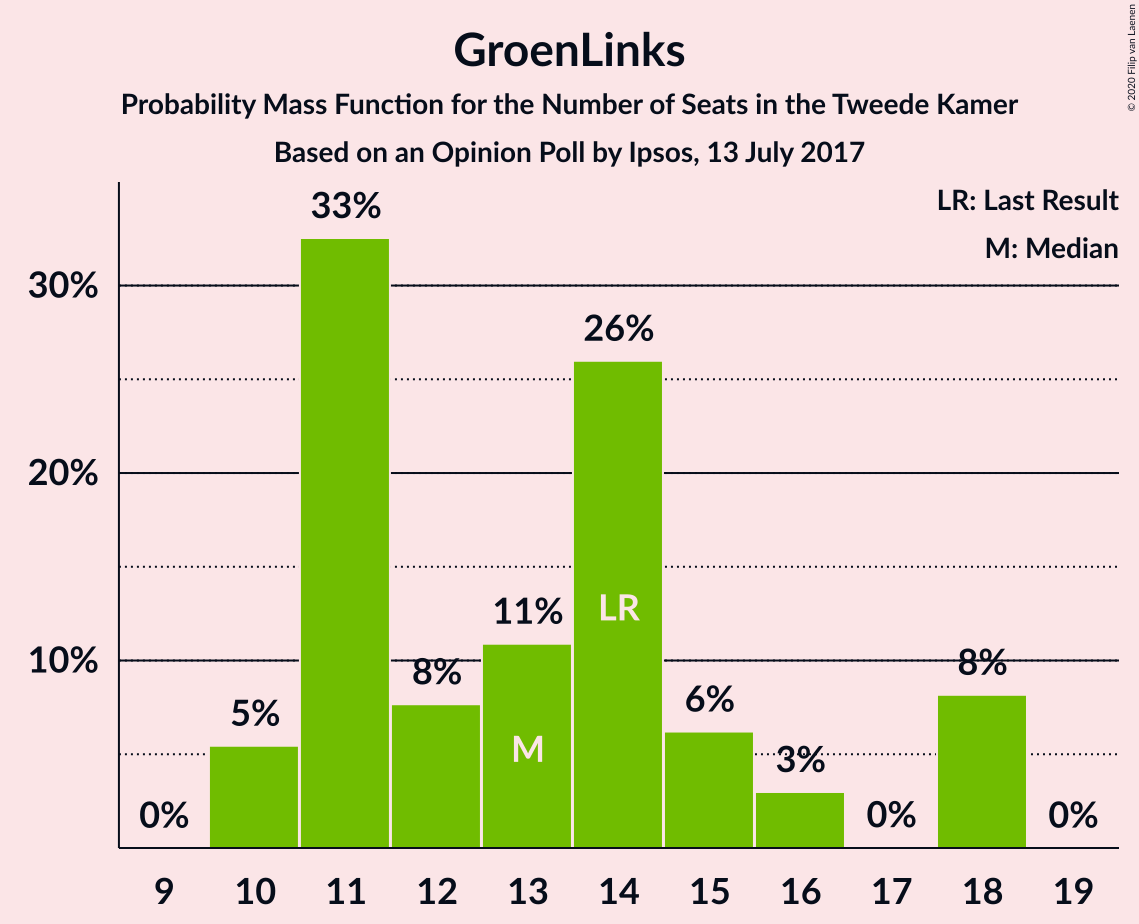 GroenLinks
Probability Mass Function for the Number of Seats in the Tweede Kamer
Based on an Opinion Poll by Ipsos, 13 July 2017
© 2020 Filip van Laenen
LR: Last Result
M: Median
30%
20%
10%
0%
5%
33%
8%
11%
26%
6%
3%
0%
8%
0%
M
LR
9 10 11 12 13 14 15 16 17 18 19